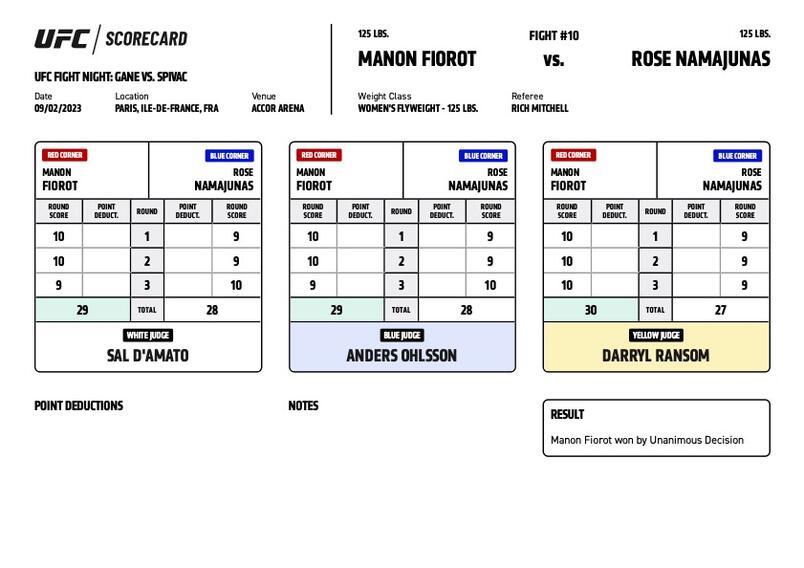 UFC / SCORECARD
UFC FIGHT NIGHT: GANE VS. SPIVAC
Date Location Venue
09/02/2023 PARIS, ILE-DE-FRANCE, FRA ACCOR ARENA
125 LBS. FIGHT #10 125 LBS.
MANON FIOROT vs. ROSE NAMAJUNAS
Weight Class Referee
WOMEN'S FLYWEIGHT - 125 LBS. RICH MITCHELL
RED CORNER BLUE CORNER
MANON ROSE
FIOROT NAMAJUNAS
ROUND SCORE POINT DEDUCT. ROUND POINT DEDUCT. ROUND SCORE
10 1 9
10 2 9
9 3 10
29 TOTAL 28
WHITE JUDGE
SAL D'AMATO
RED CORNER BLUE CORNER
MANON ROSE
FIOROT NAMAJUNAS
ROUND SCORE POINT DEDUCT. ROUND POINT DEDUCT. ROUND SCORE
10 1 9
10 2 9
9 3 10
29 TOTAL 28
BLUE JUDGE
ANDERS OHLSSON
RED CORNER BLUE CORNER
MANON ROSE
FIOROT NAMAJUNAS
ROUND SCORE POINT DEDUCT. ROUND POINT DEDUCT. ROUND SCORE
10 1 9
10 2 9
10 3 9
30 TOTAL 27
YELLOW JUDGE
DARRYL RANSOM
POINT DEDUCTIONS
NOTES
RESULT
Manon Fiorot won by Unanimous Decision